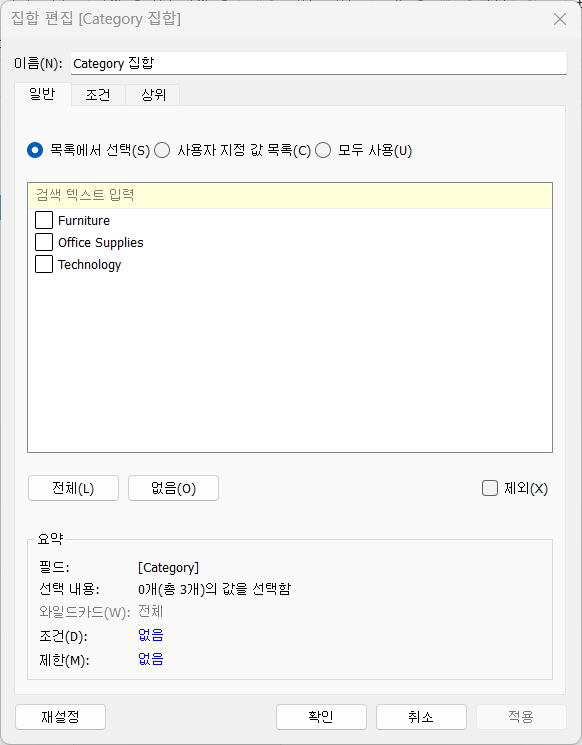 집합 편집 [Category 집합]
이름(N): Category 집합
일반 조건 상위
목록에서 선택(S) 사용자 지정 값 목록(C) 모두 사용(U)
검색 텍스트 입력
Furniture
Office Supplies
Technology
전체(L) 없음(O) 제외(X)
요약
필드: [Category]
선택 내용: 0개(총 3개)의 값을 선택함
와일드카드(W): 전체
조건(D): 없음
제한(M): 없음
재설정 확인 취소 적용